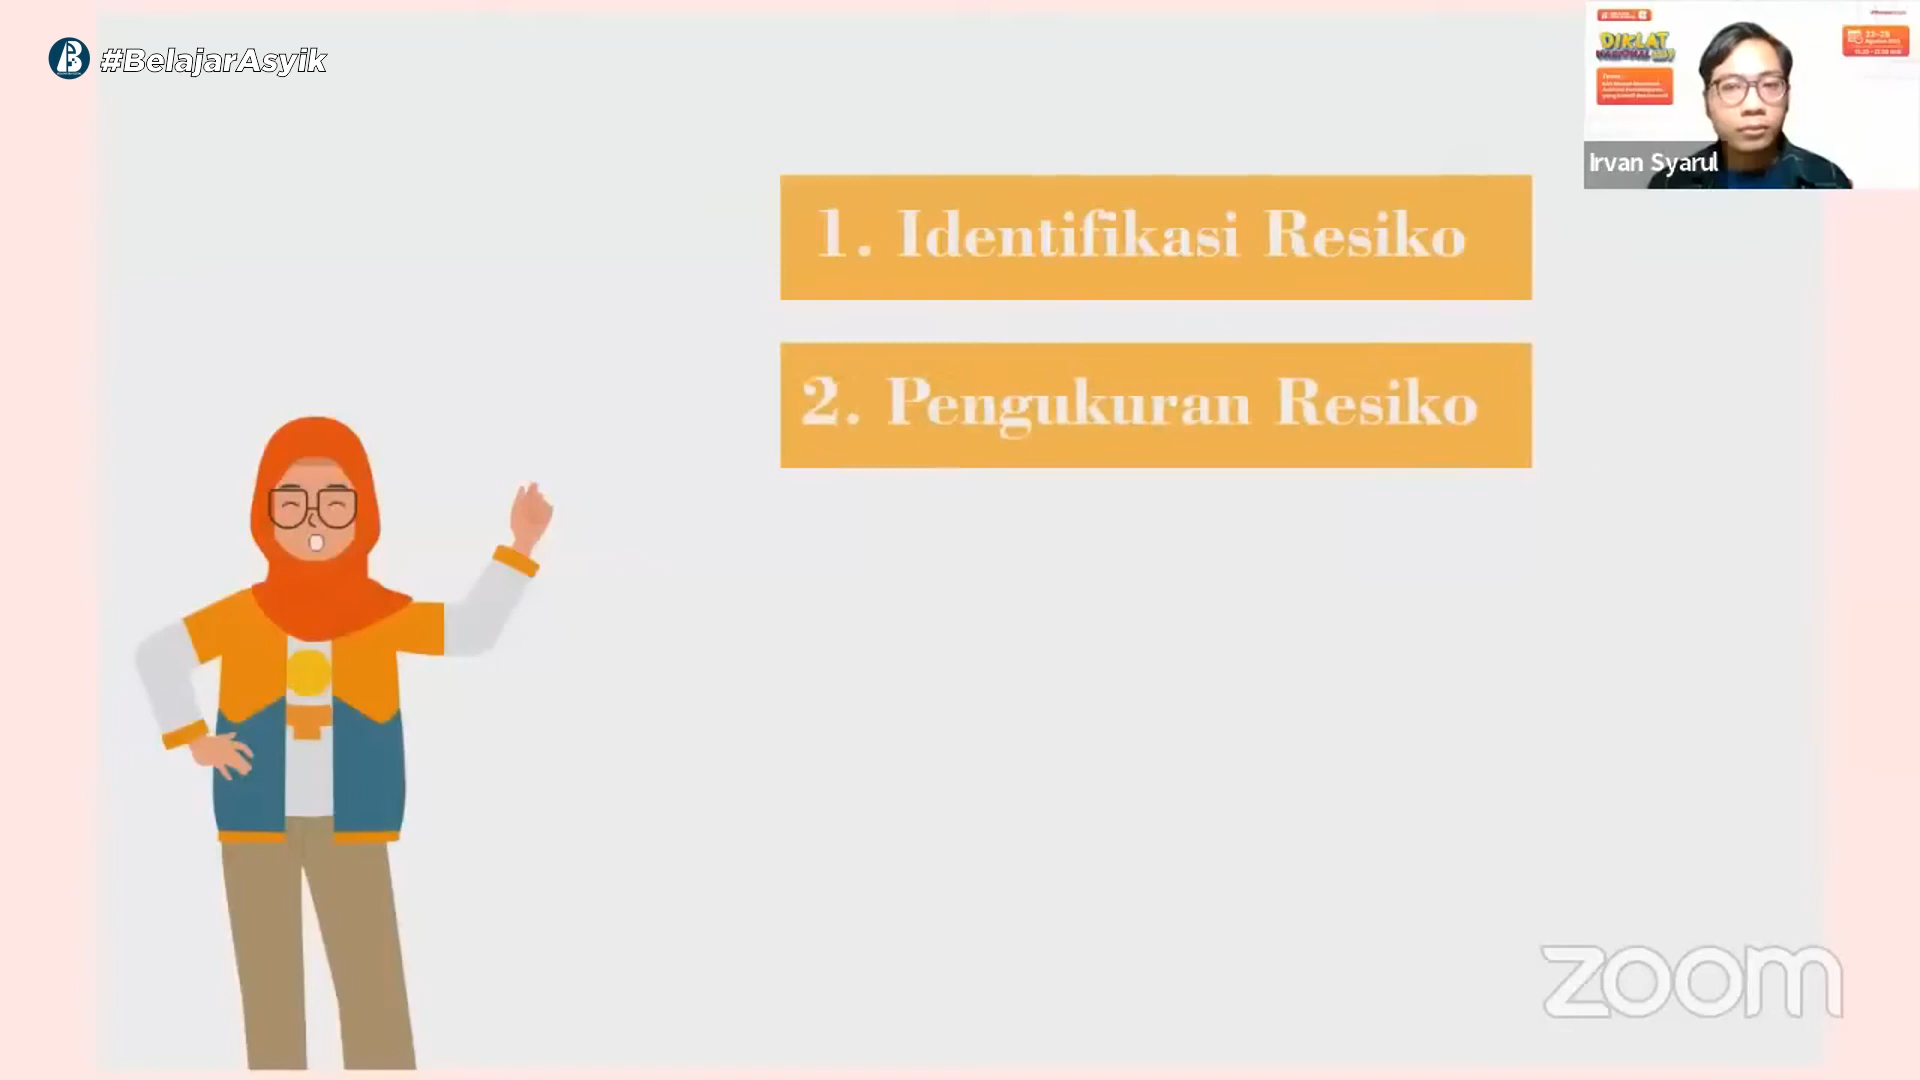 #BelajarAsyik
DIKLAT
Irvan Syarul
1. Identifikasi Resiko
2. Pengukuran Resiko
zoom